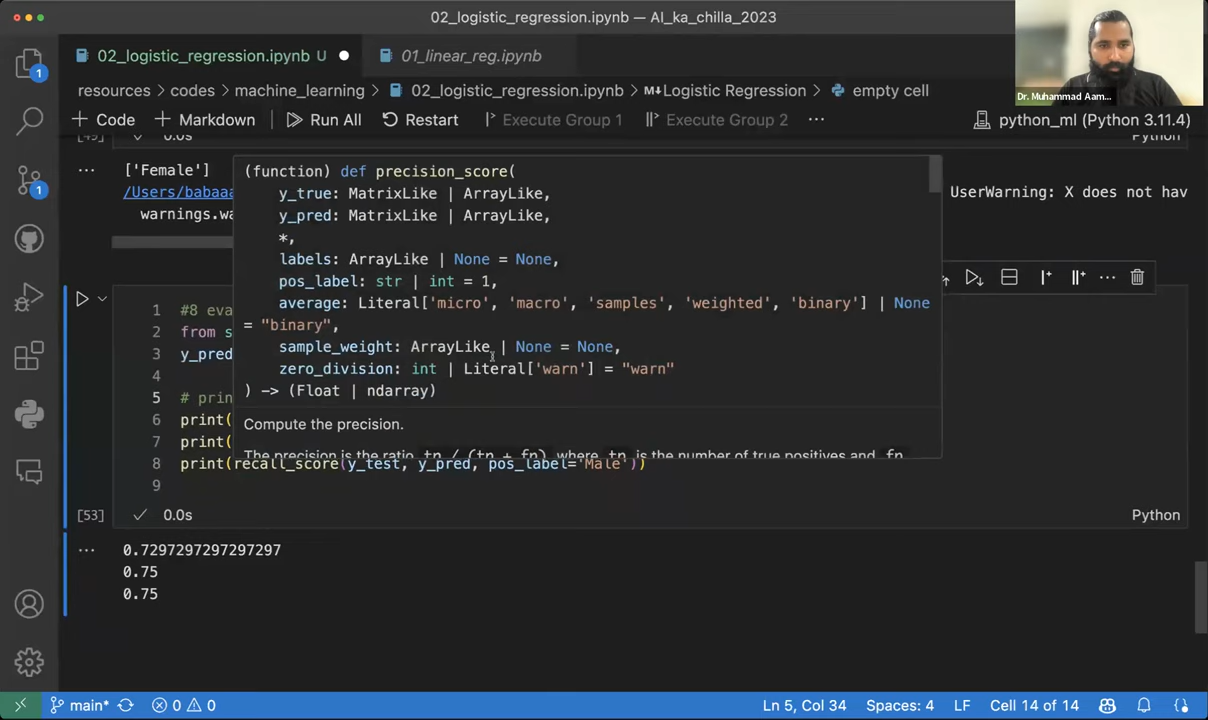 02_logistic_regression.ipynb — AI_ka_chilla_2023
02_logistic_regression.ipynb U
01_linear_reg.ipynb
Dr. Muhammad Aam...
resources > codes > machine_learning > 02_logistic_regression.ipynb > M↓Logistic Regression > empty cell
+ Code + Markdown Run All Restart Execute Group 1 Execute Group 2 ... python_ml (Python 3.11.4)
[49] 0.0s Python
['Female']
/Users/babaaa UserWarning: X does not hav
warnings.wa
(function) def precision_score(
y_true: MatrixLike | ArrayLike,
y_pred: MatrixLike | ArrayLike,
*,
labels: ArrayLike | None = None,
pos_label: str | int = 1,
average: Literal['micro', 'macro', 'samples', 'weighted', 'binary'] | None
= "binary",
sample_weight: ArrayLike | None = None,
zero_division: int | Literal['warn'] = "warn"
) -> (Float | ndarray)
Compute the precision.
The precision is the ratio tp / (tp + fp) where tp is the number of true positives and fp
1 #8 eva
2 from s
3 y_pred
4
5 # prin
6 print(
7 print(
8 print(recall_score(y_test, y_pred, pos_label='Male'))
9
[53] 0.0s Python
0.7297297297297297
0.75
0.75
1
1
main* 0 0 Ln 5, Col 34 Spaces: 4 LF Cell 14 of 14